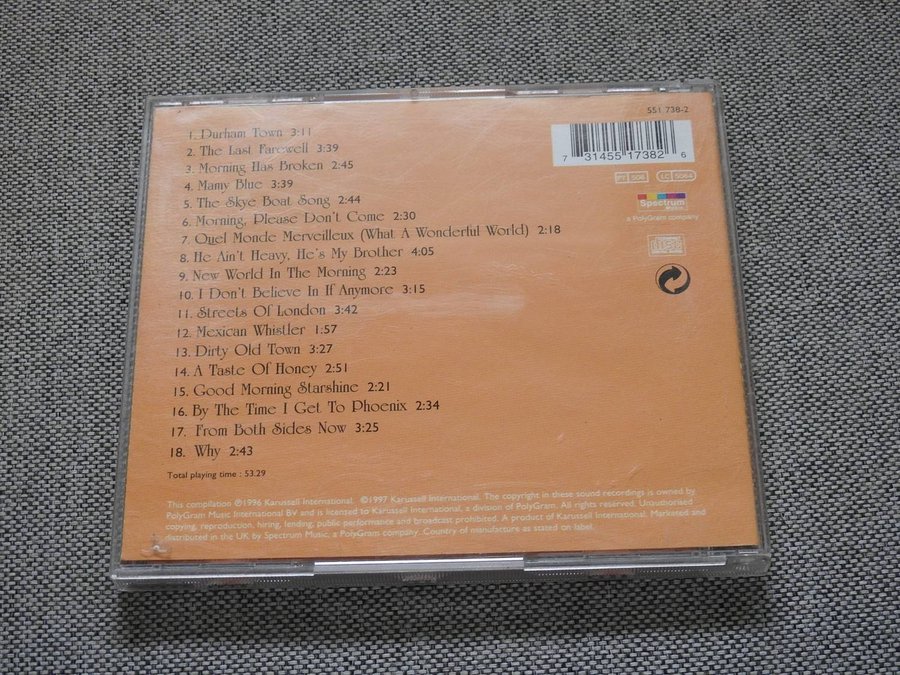 551 738-2
7 31455 17382 6
PY 506 LC 5064
Spectrum
a PolyGram company
1. Durham Town 3:11
2. The Last Farewell 3:39
3. Morning Has Broken 2:45
4. Mamy Blue 3:39
5. The Skye Boat Song 2:44
6. Morning, Please Don't Come 2:30
7. Quel Monde Merveilleux (What A Wonderful World) 2:18
8. He Ain't Heavy, He's My Brother 4:05
9. New World In The Morning 2:23
10. I Don't Believe In If Anymore 3:15
11. Streets Of London 3:42
12. Mexican Whistler 1:57
13. Dirty Old Town 3:27
14. A Taste Of Honey 2:51
15. Good Morning Starshine 2:21
16. By The Time I Get To Phoenix 2:34
17. From Both Sides Now 3:25
18. Why 2:43
Total playing time : 53.29
This compilation ℗1996 Karussell International. ©1997 Karussell International. The copyright in these sound recordings is owned by
PolyGram Music International BV and is licensed to Karussell International, a division of PolyGram. All rights reserved. Unauthorised
copying, reproduction, hiring, lending, public performance and broadcast prohibited. A product of Karussell International. Marketed and
distributed in the UK by Spectrum Music, a PolyGram company. Country of manufacture as stated on label.